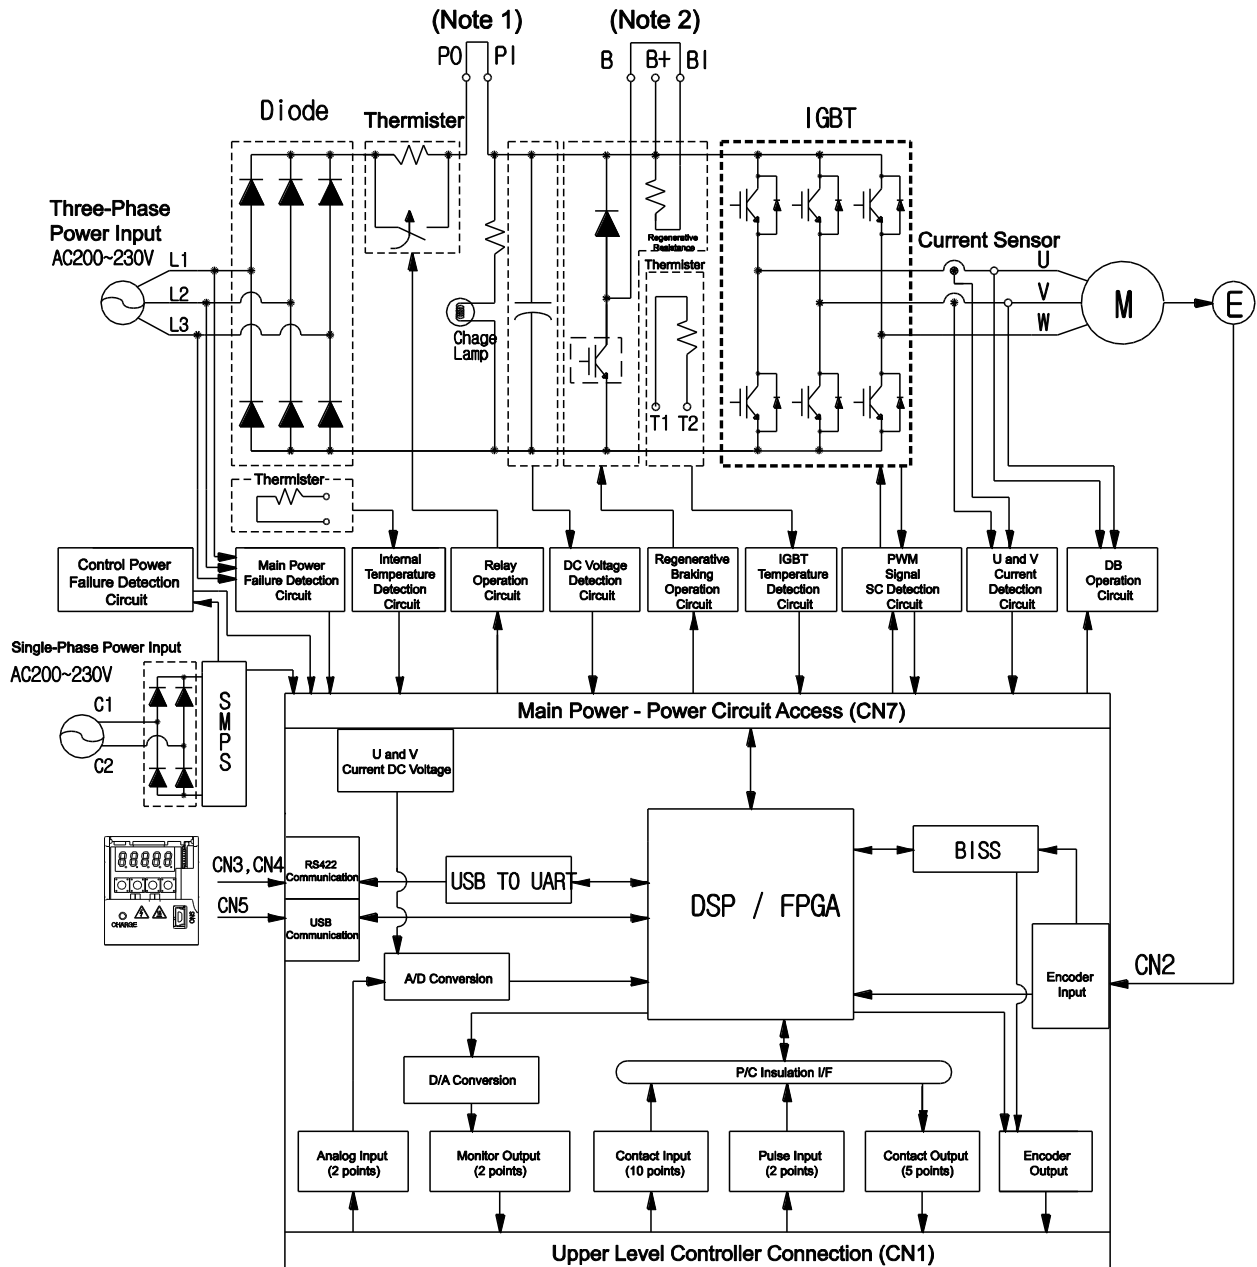 (Note 1)
(Note 2)
PO
PI
B
B+
BI
Diode
Thermister
IGBT
Three-Phase
Power Input
AC200~230V
L1
L2
L3
Chage
Lamp
Regenerative
Resistance
Thermister
T1
T2
Current Sensor
U
V
W
M
E
Thermister
Control Power
Failure Detection
Circuit
Main Power
Failure Detection
Circuit
Internal
Temperature
Detection
Circuit
Relay
Operation
Circuit
DC Voltage
Detection
Circuit
Regenerative
Braking
Operation
Circuit
IGBT
Temperature
Detection
Circuit
PWM
Signal
SC Detection
Circuit
U and V
Current
Detection
Circuit
DB
Operation
Circuit
Single-Phase Power Input
AC200~230V
C1
C2
SMPS
Main Power - Power Circuit Access (CN7)
U and V
Current DC Voltage
CN3,CN4
CN5
RS422
Communication
USB
Communication
USB TO UART
DSP / FPGA
BISS
Encoder
Input
CN2
88888
CHARGE
CN5
A/D Conversion
D/A Conversion
P/C Insulation I/F
Analog Input
(2 points)
Monitor Output
(2 points)
Contact Input
(10 points)
Pulse Input
(2 points)
Contact Output
(5 points)
Encoder
Output
Upper Level Controller Connection (CN1)